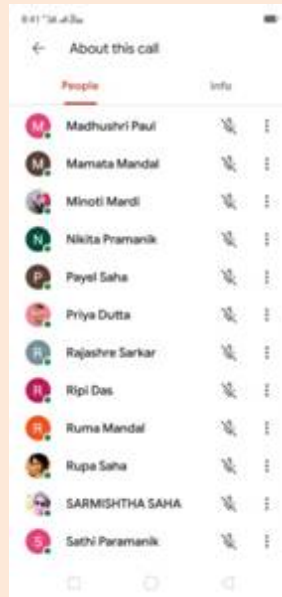 About this call
People Info
M Madhushri Paul
M Mamata Mandal
Minoti Mardi
N Nikita Pramanik
P Payel Saha
Priya Dutta
R Rajashre Sarkar
R Ripi Das
R Ruma Mandal
Rupa Saha
SARMISHTHA SAHA
S Sathi Paramanik